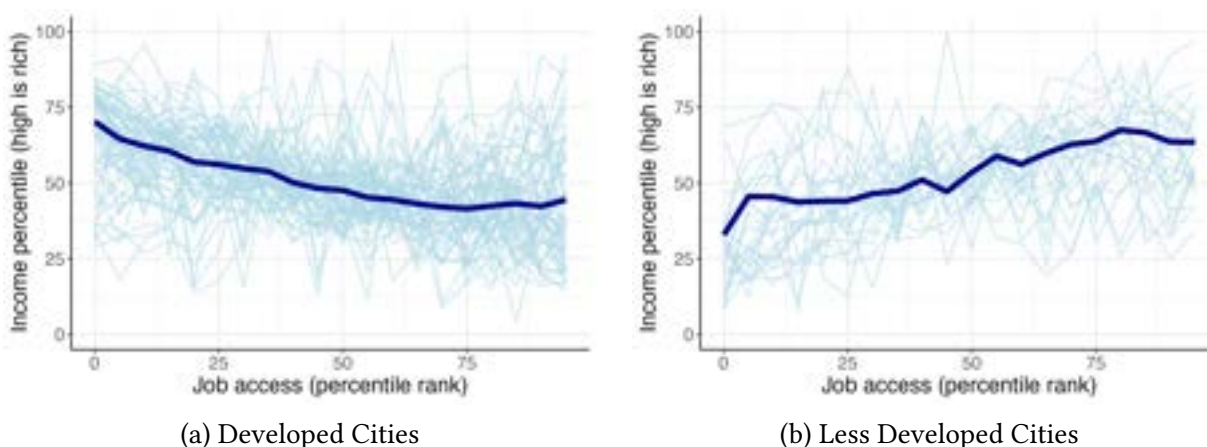 Income percentile (high is rich)
100
75
50
25
0
0 25 50 75
Job access (percentile rank)
(a) Developed Cities
Income percentile (high is rich)
100
75
50
25
0
0 25 50 75
Job access (percentile rank)
(b) Less Developed Cities